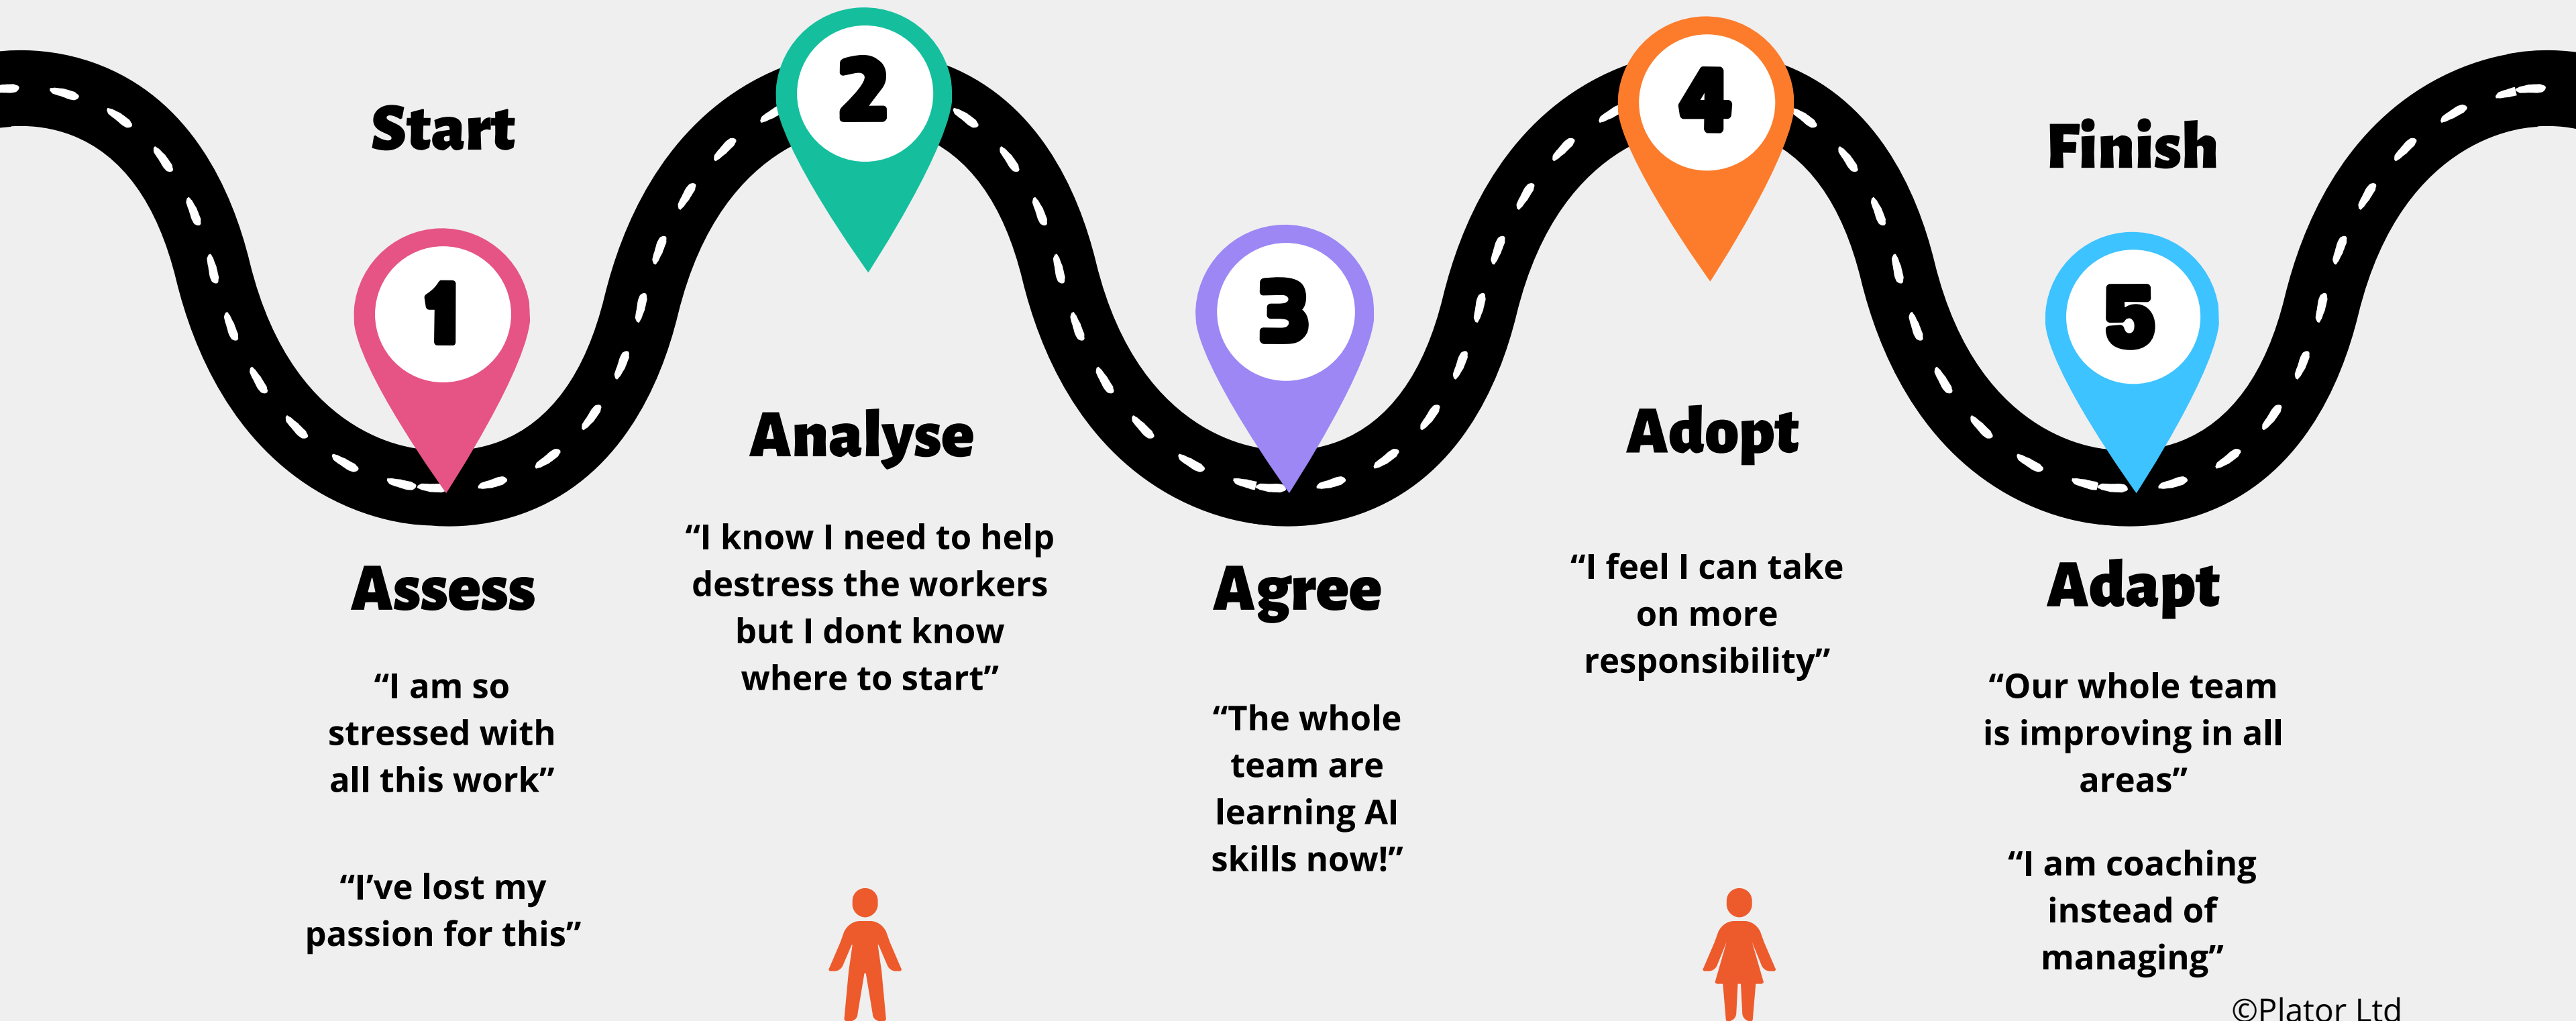 Start
1
Assess
“I am so
stressed with
all this work”
“I’ve lost my
passion for this”
2
Analyse
“I know I need to help
destress the workers
but I dont know
where to start”
3
Agree
“The whole
team are
learning AI
skills now!”
4
Adopt
“I feel I can take
on more
responsibility”
Finish
5
Adapt
“Our whole team
is improving in all
areas”
“I am coaching
instead of
managing”
©Plator Ltd